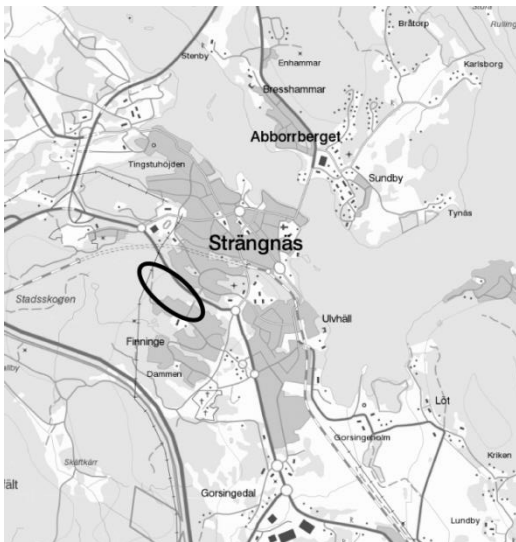 Bråtorp
Stenby
Enhammar
Karlsborg
Bresshammar
Abborrberget
Tingstuhöjden
Sundby
Tynäs
Strängnäs
Stadsskogen
Ulvhäll
Finninge
Dammen
Löt
Gorsingeholm
Kriken
Skäftkärr
Gorsingedal
Lundby